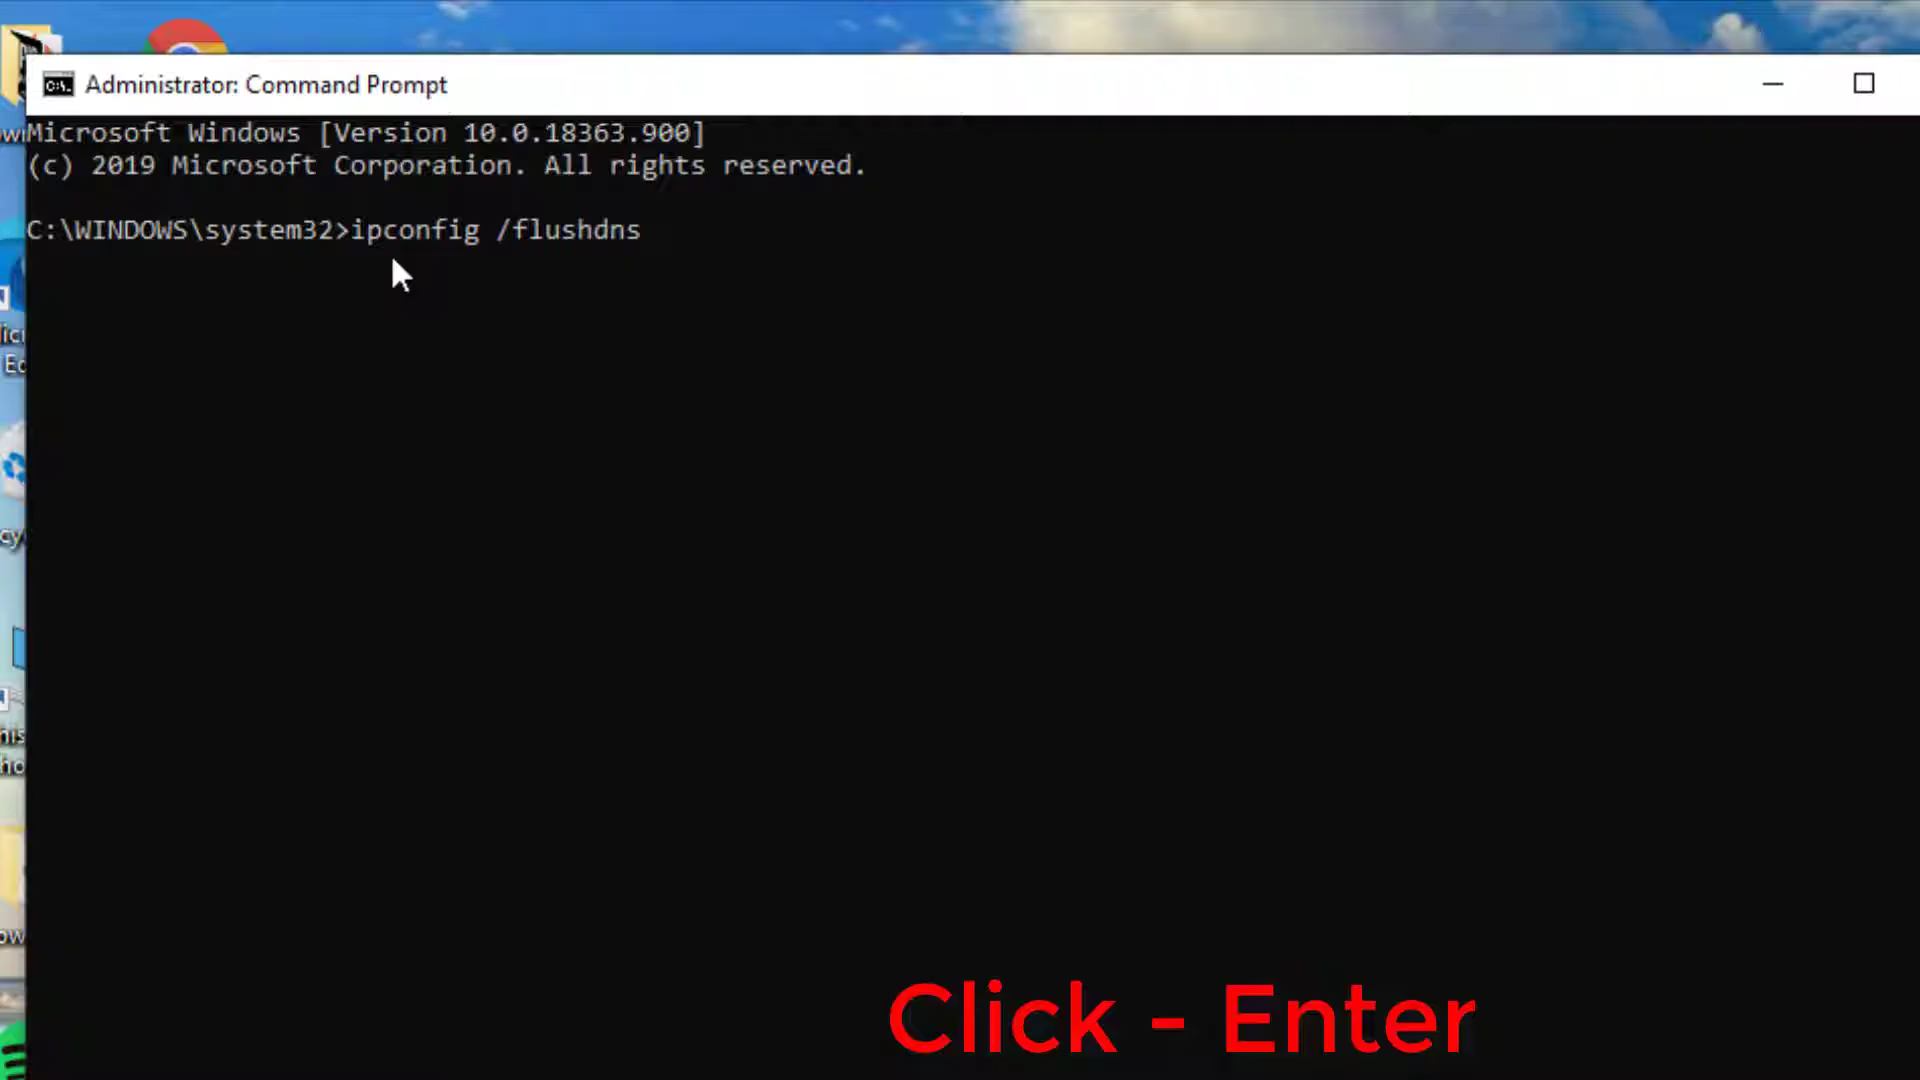 Administrator: Command Prompt
Microsoft Windows [Version 10.0.18363.900]
(c) 2019 Microsoft Corporation. All rights reserved.
C:\WINDOWS\system32>ipconfig /flushdns
Click - Enter